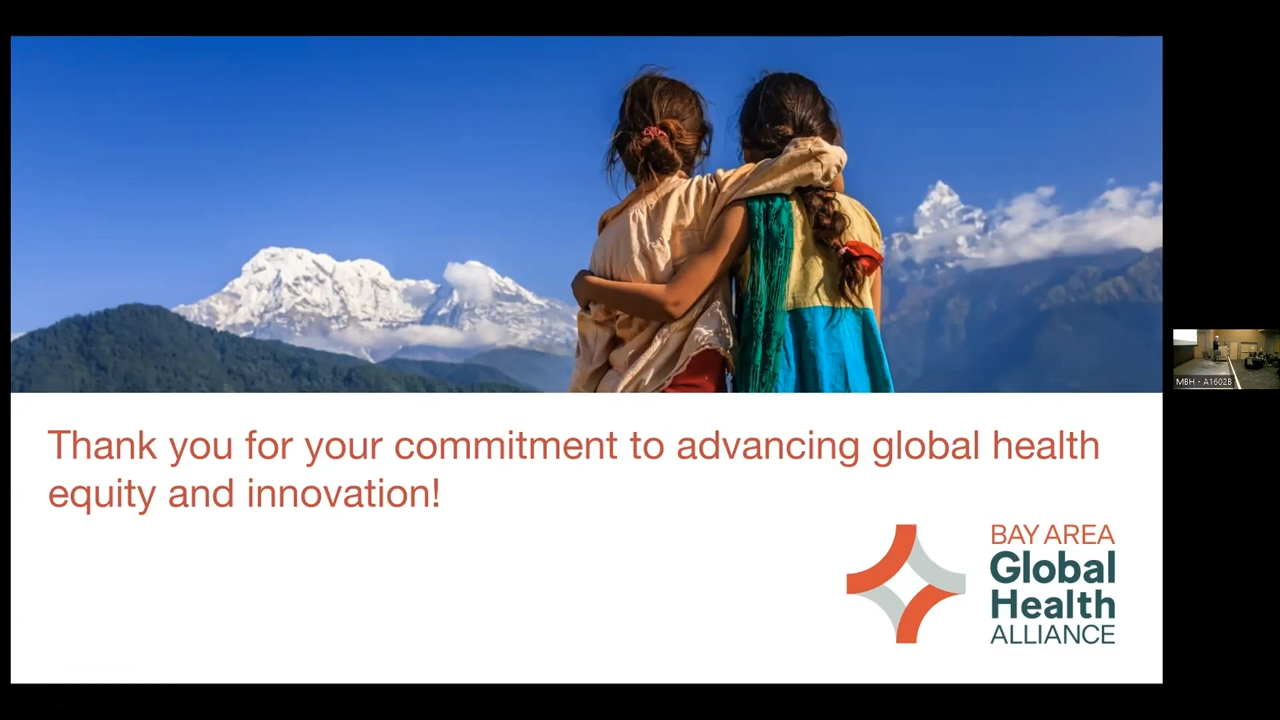 Thank you for your commitment to advancing global health
equity and innovation!
BAY AREA
Global
Health
ALLIANCE
MBH - A1602B